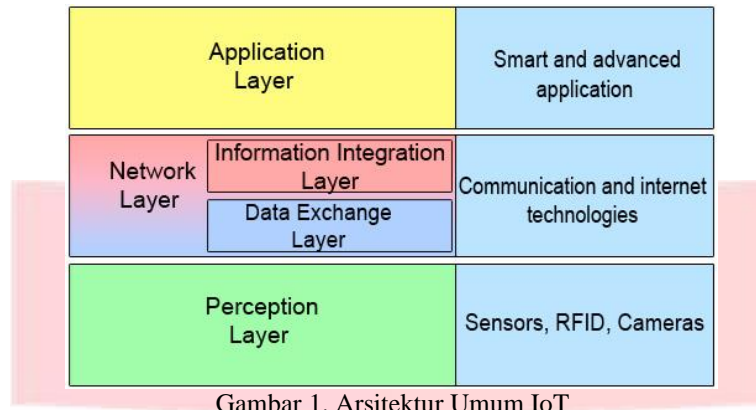 Application
Layer
Smart and advanced
application
Network
Layer
Information Integration
Layer
Data Exchange
Layer
Communication and internet
technologies
Perception
Layer
Sensors, RFID, Cameras
Gambar 1. Arsitektur Umum IoT